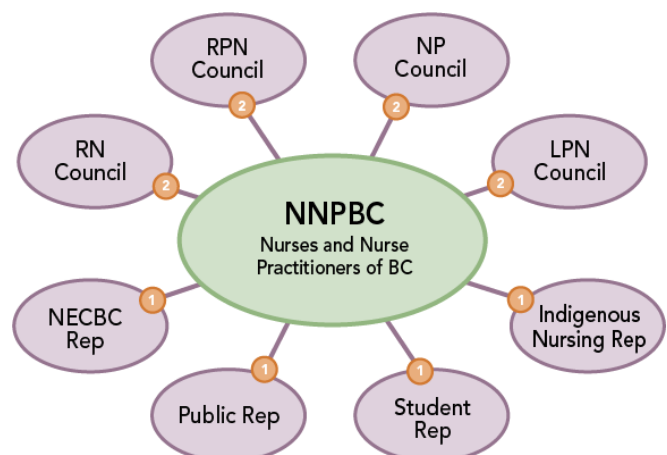 RPN
Council
2
NP
Council
2
RN
Council
2
LPN
Council
2
NNPBC
Nurses and Nurse
Practitioners of BC
NECBC
Rep
1
Indigenous
Nursing Rep
1
Public Rep
1
Student
Rep
1